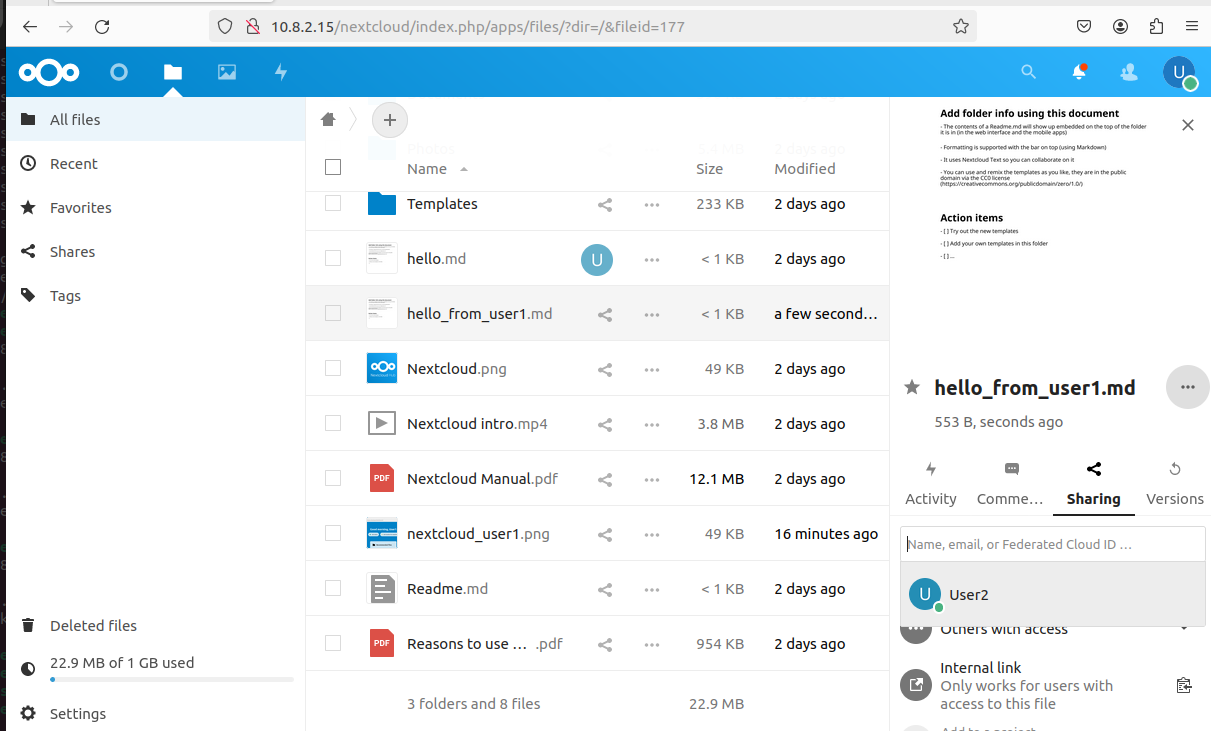 10.8.2.15/nextcloud/index.php/apps/files/?dir=/&fileid=177
U
All files
Recent
Favorites
Shares
Tags
Deleted files
22.9 MB of 1 GB used
Settings
Name Size Modified
Templates 233 KB 2 days ago
hello.md U < 1 KB 2 days ago
hello_from_user1.md < 1 KB a few second...
Nextcloud.png 49 KB 2 days ago
Nextcloud intro.mp4 3.8 MB 2 days ago
PDF Nextcloud Manual.pdf 12.1 MB 2 days ago
nextcloud_user1.png 49 KB 16 minutes ago
Readme.md < 1 KB 2 days ago
PDF Reasons to use ... .pdf 954 KB 2 days ago
3 folders and 8 files 22.9 MB
Add folder info using this document
- The contents of a Readme.md will show up embedded on the top of the folder
it is in (in the web interface and the mobile apps)
- Formatting is supported with the bar on top (using Markdown)
- It uses Nextcloud Text so you can collaborate on it
- You can use and remix the templates as you like, they are in the public
domain via the CC0 license
(https://creativecommons.org/publicdomain/zero/1.0/)
Action items
- [ ] Try out the new templates
- [ ] Add your own templates in this folder
- [ ] ...
hello_from_user1.md
553 B, seconds ago
Activity Comme... Sharing Versions
Name, email, or Federated Cloud ID ...
U User2
Others with access
Internal link
Only works for users with
access to this file
Add to a project